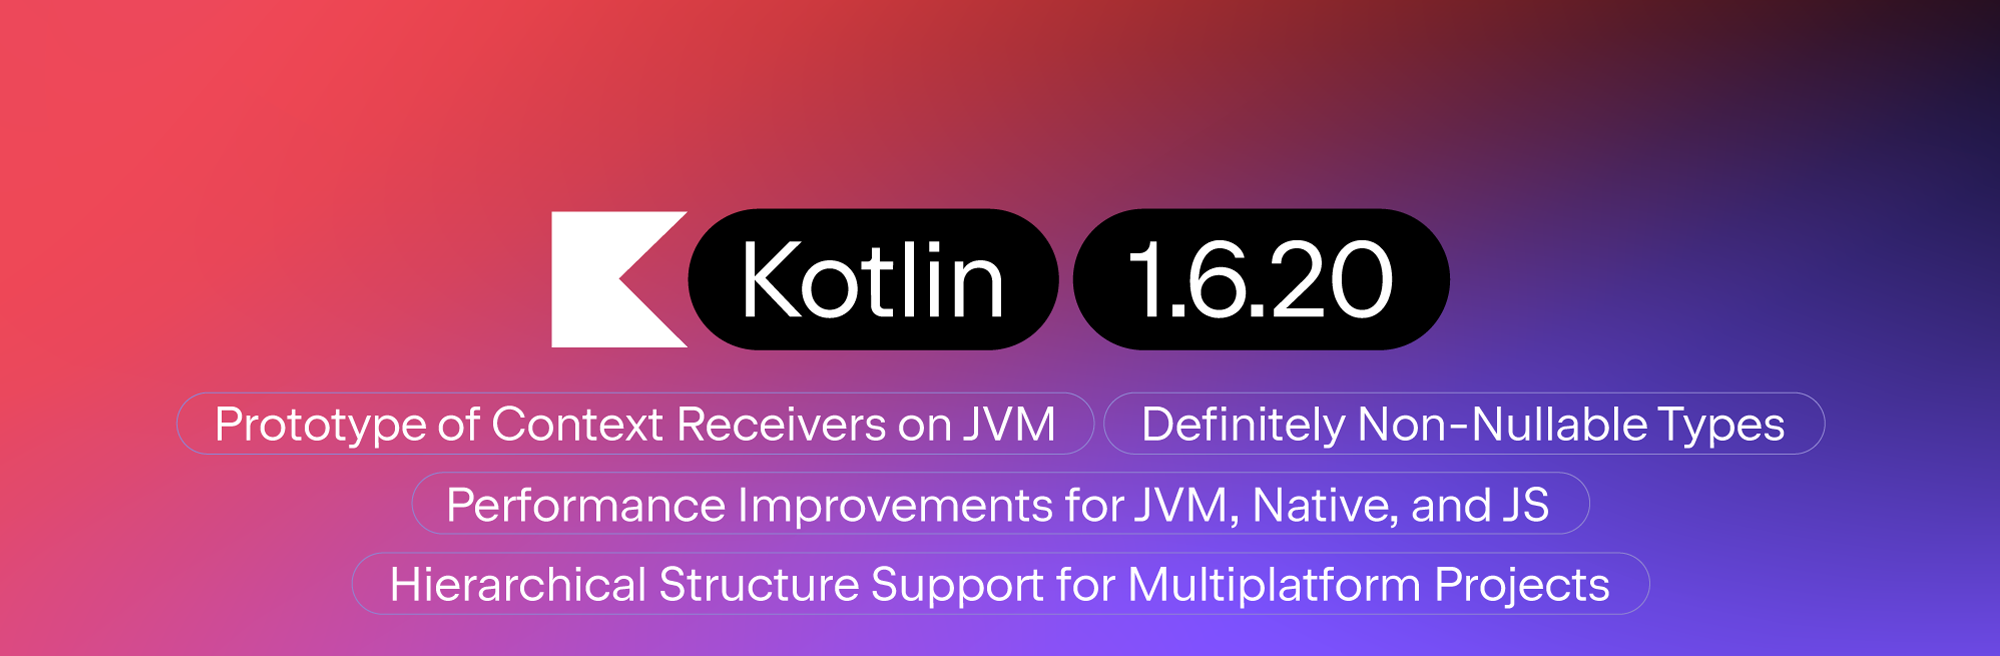 Kotlin 1.6.20
Prototype of Context Receivers on JVM Definitely Non-Nullable Types
Performance Improvements for JVM, Native, and JS
Hierarchical Structure Support for Multiplatform Projects